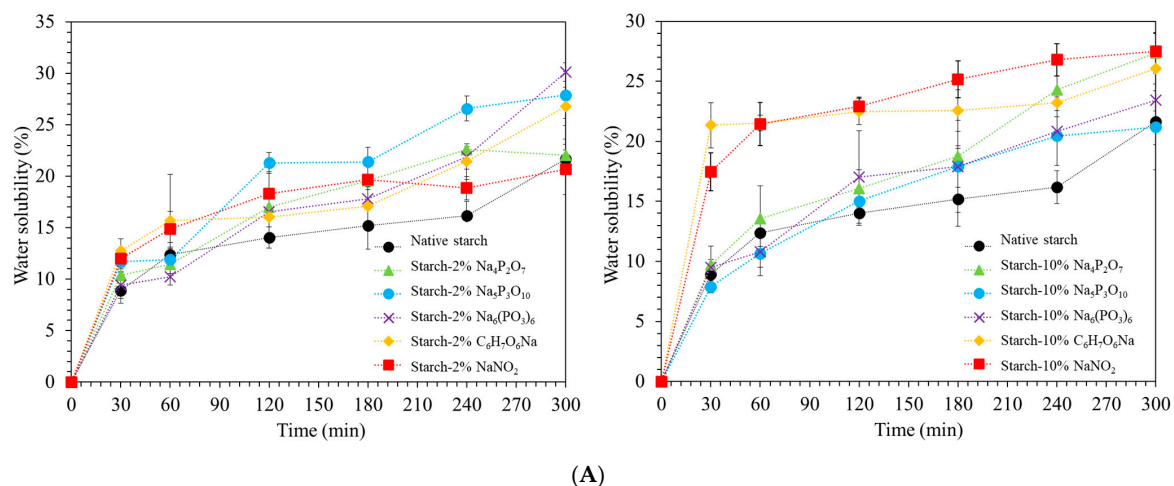 35
30
25
20
15
10
5
0
Water solubility (%)
0 30 60 90 120 150 180 210 240 270 300
Time (min)
Native starch
Starch-2% Na₄P₂O₇
Starch-2% Na₅P₃O₁₀
Starch-2% Na₆(PO₃)₆
Starch-2% C₆H₇O₆Na
Starch-2% NaNO₂
30
25
20
15
10
5
0
Water solubility (%)
0 30 60 90 120 150 180 210 240 270 300
Time (min)
Native starch
Starch-10% Na₄P₂O₇
Starch-10% Na₅P₃O₁₀
Starch-10% Na₆(PO₃)₆
Starch-10% C₆H₇O₆Na
Starch-10% NaNO₂
(A)